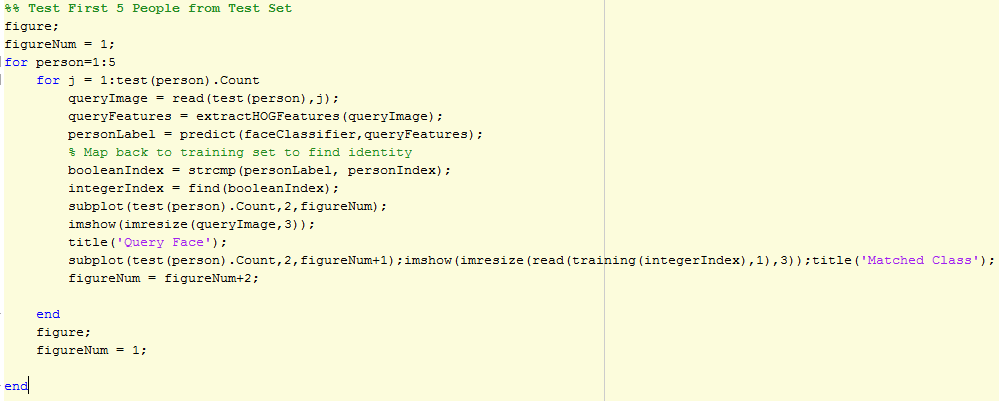 %% Test First 5 People from Test Set
figure;
figureNum = 1;
for person=1:5
    for j = 1:test(person).Count
        queryImage = read(test(person),j);
        queryFeatures = extractHOGFeatures(queryImage);
        personLabel = predict(faceClassifier,queryFeatures);
        % Map back to training set to find identity
        booleanIndex = strcmp(personLabel, personIndex);
        integerIndex = find(booleanIndex);
        subplot(test(person).Count,2,figureNum);
        imshow(imresize(queryImage,3));
        title('Query Face');
        subplot(test(person).Count,2,figureNum+1);imshow(imresize(read(training(integerIndex),1),3));title('Matched Class');
        figureNum = figureNum+2;
    end
    figure;
    figureNum = 1;
end